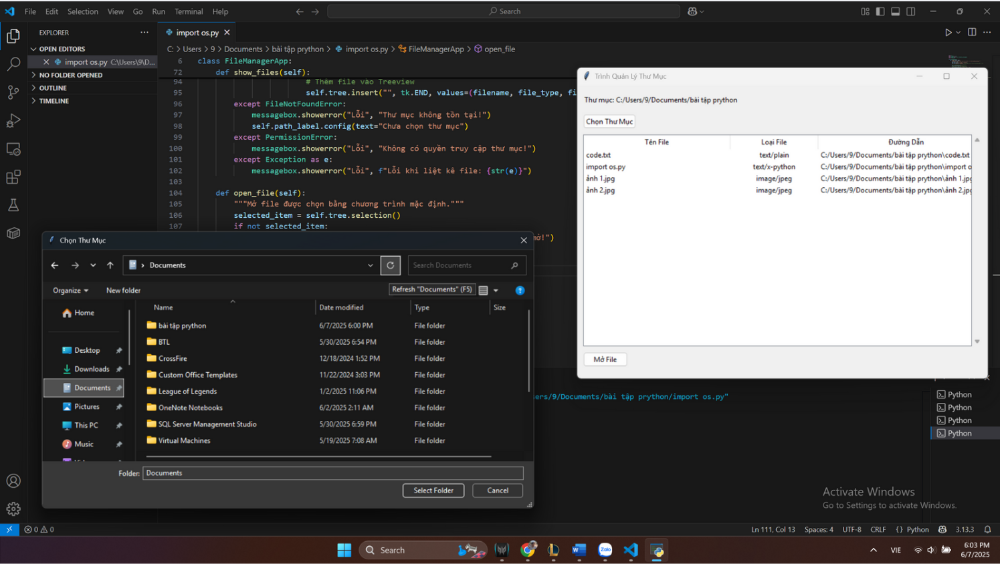 File Edit Selection View Go Run Terminal Help
Search
EXPLORER
OPEN EDITORS
import os.py C:\Users\9\D...
NO FOLDER OPENED
OUTLINE
TIMELINE
import os.py
C: > Users > 9 > Documents > bài tập prython > import os.py > FileManagerApp > open_file
6 class FileManagerApp:
72 def show_files(self):
94 # Thêm file vào Treeview
95 self.tree.insert("", tk.END, values=(filename, file_type, fi
96 except FileNotFoundError:
97 messagebox.showerror("Lỗi", "Thư mục không tồn tại!")
98 self.path_label.config(text="Chưa chọn thư mục")
99 except PermissionError:
100 messagebox.showerror("Lỗi", "Không có quyền truy cập thư mục!")
101 except Exception as e:
102 messagebox.showerror("Lỗi", f"Lỗi khi liệt kê file: {str(e)}")
103
104 def open_file(self):
105 """Mở file được chọn bằng chương trình mặc định."""
106 selected_item = self.tree.selection()
107 if not selected_item:
mở!")
Trình Quản Lý Thư Mục
Thư mục: C:/Users/9/Documents/bài tập prython
Chọn Thư Mục
Tên File Loại File Đường Dẫn
code.txt text/plain C:/Users/9/Documents/bài tập prython\code.txt
import os.py text/x-python C:/Users/9/Documents/bài tập prython\import o
ảnh 1.jpg image/jpeg C:/Users/9/Documents/bài tập prython\ảnh 1.jpg
ảnh 2.jpg image/jpeg C:/Users/9/Documents/bài tập prython\ảnh 2.jpg
Mở File
Chọn Thư Mục
Documents
Search Documents
Organize New folder
Refresh "Documents" (F5)
Home
Desktop
Downloads
Documents
Pictures
This PC
Music
Name Date modified Type Size
bài tập prython 6/7/2025 6:00 PM File folder
BTL 5/30/2025 6:54 PM File folder
CrossFire 12/18/2024 1:52 PM File folder
Custom Office Templates 11/22/2024 3:03 PM File folder
League of Legends 1/2/2025 11:06 PM File folder
OneNote Notebooks 6/2/2025 2:11 AM File folder
SQL Server Management Studio 5/30/2025 6:59 PM File folder
Virtual Machines 5/19/2025 7:08 AM File folder
Folder: Documents
Select Folder Cancel
ers/9/Documents/bài tập prython/import os.py"
Python
Python
Python
Python
Activate Windows
Go to Settings to activate Windows.
0 0
Ln 111, Col 13 Spaces: 4 UTF-8 CRLF {} Python 3.13.3
Search
Zalo
VIE
6:03 PM
6/7/2025